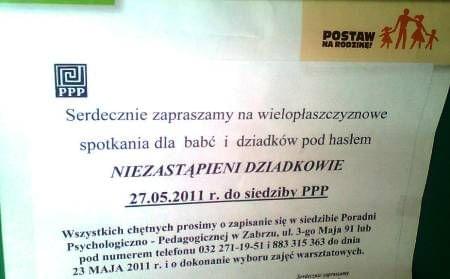 POSTAW
NA RODZINĘ!
PPP
Serdecznie zapraszamy na wielopłaszczyznowe
spotkania dla babć i dziadków pod hasłem
NIEZASTĄPIENI DZIADKOWIE
27.05.2011 r. do siedziby PPP
Wszystkich chętnych prosimy o zapisanie się w siedzibie Poradni
Psychologiczno - Pedagogicznej w Zabrzu, ul. 3-go Maja 91 lub
pod numerem telefonu 032 271-19-51 i 883 315 363 do dnia
23 MAJA 2011 r. i o dokonanie wyboru zajęć warsztatowych.
Serdecznie zapraszamy